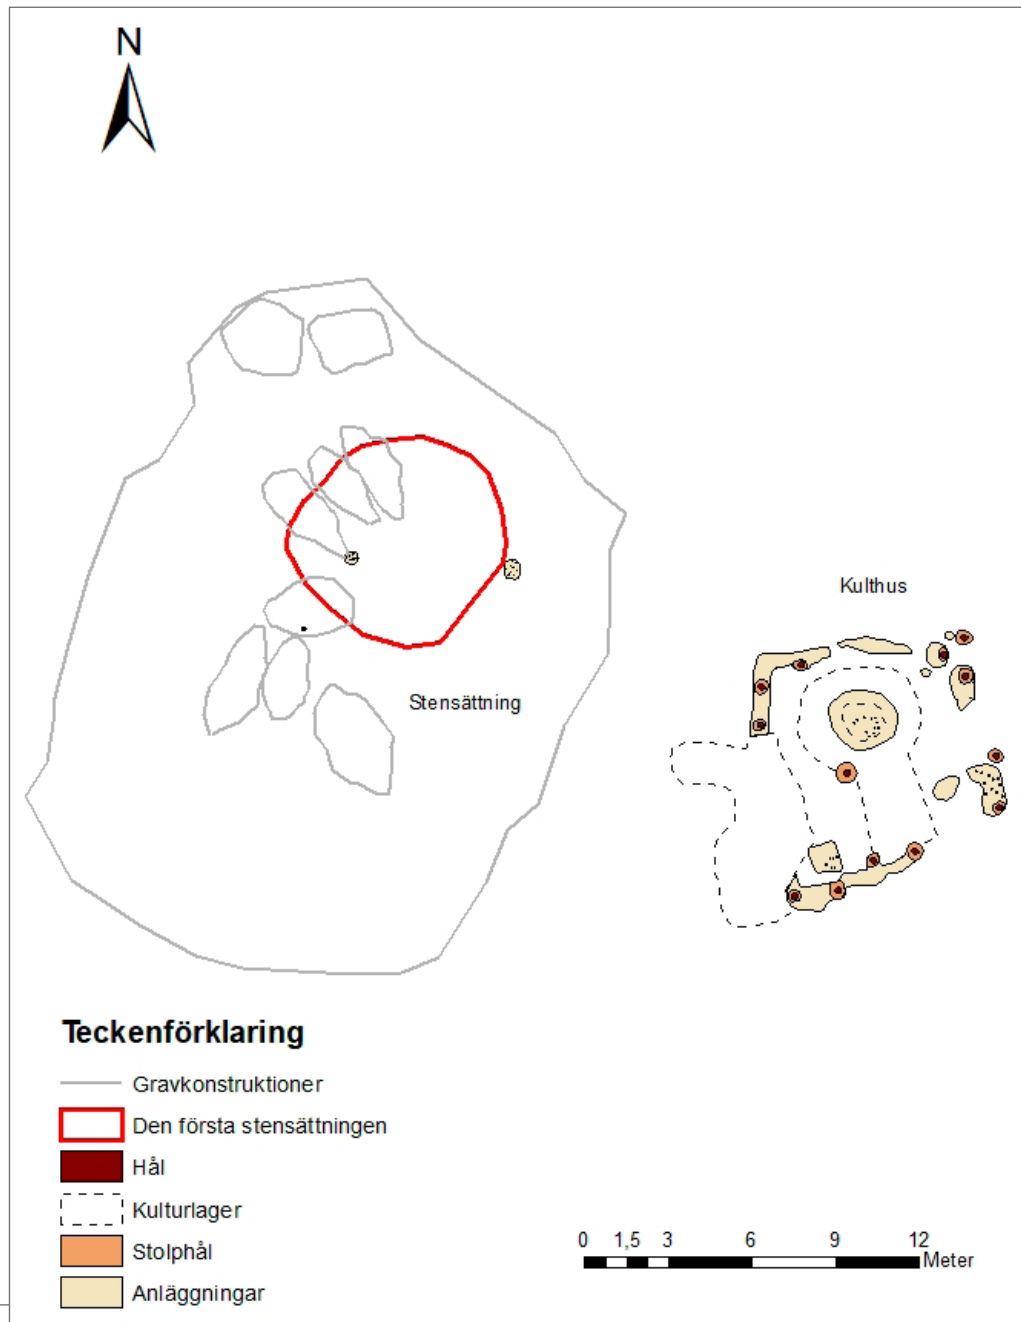 N
Kulthus
Stensättning
Teckenförklaring
Gravkonstruktioner
Den första stensättningen
Hål
Kulturlager
Stolphål
Anläggningar
0 1,5 3 6 9 12
Meter